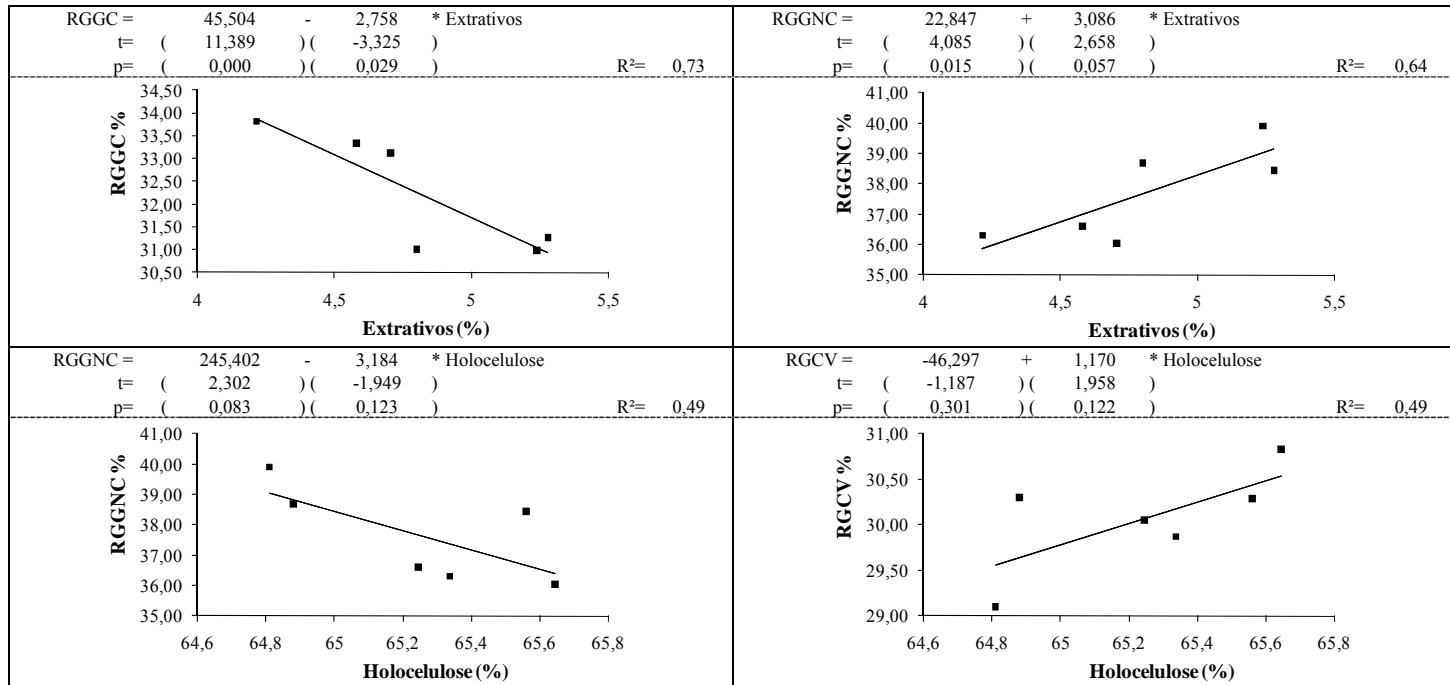 RGGC = 45,504 - 2,758 * Extrativos
t= ( 11,389 ) ( -3,325 )
p= ( 0,000 ) ( 0,029 ) R²= 0,73
34,50
34,00
33,50
33,00
32,50
32,00
31,50
31,00
30,50
RGGC %
4 4,5 5 5,5
Extrativos (%)
RGGNC = 22,847 + 3,086 * Extrativos
t= ( 4,085 ) ( 2,658 )
p= ( 0,015 ) ( 0,057 ) R²= 0,64
41,00
40,00
39,00
38,00
37,00
36,00
35,00
RGGNC %
4 4,5 5 5,5
Extrativos (%)
RGGNC = 245,402 - 3,184 * Holocelulose
t= ( 2,302 ) ( -1,949 )
p= ( 0,083 ) ( 0,123 ) R²= 0,49
41,00
40,00
39,00
38,00
37,00
36,00
35,00
RGGNC %
64,6 64,8 65 65,2 65,4 65,6 65,8
Holocelulose (%)
RGCV = -46,297 + 1,170 * Holocelulose
t= ( -1,187 ) ( 1,958 )
p= ( 0,301 ) ( 0,122 ) R²= 0,49
31,00
30,50
30,00
29,50
29,00
RGCV %
64,6 64,8 65 65,2 65,4 65,6 65,8
Holocelulose (%)